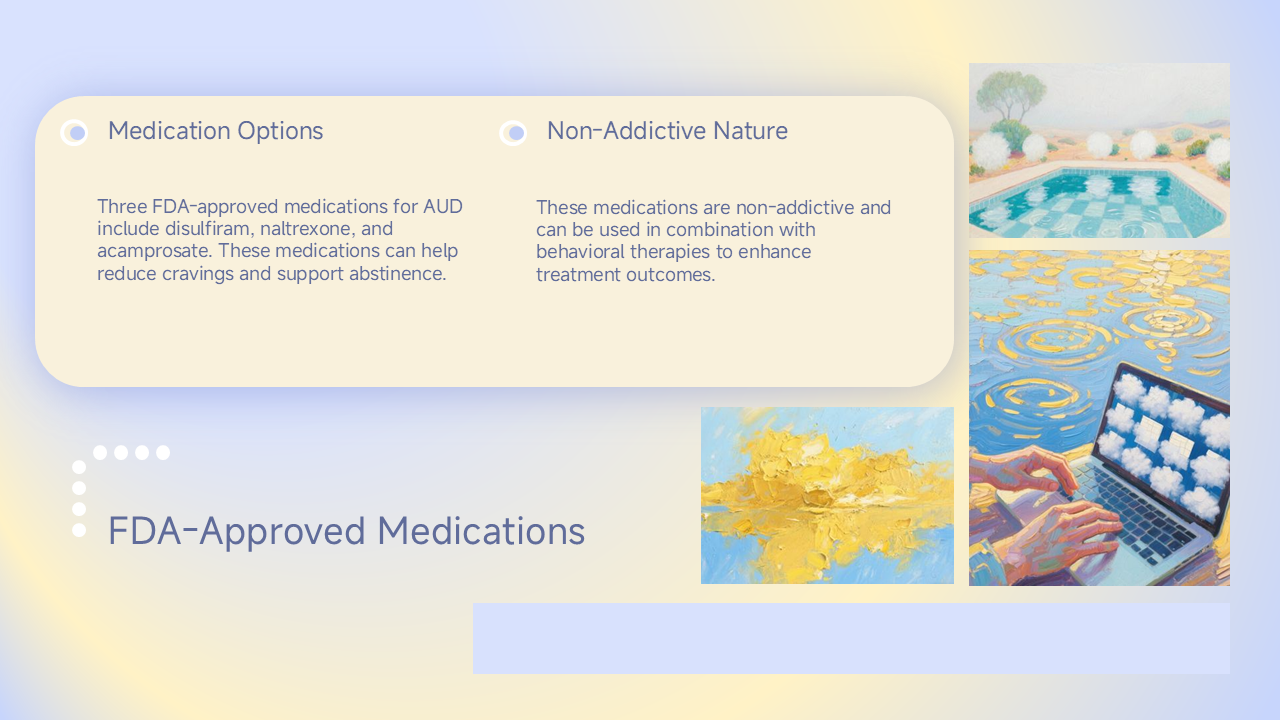 Medication Options
Three FDA-approved medications for AUD
include disulfiram, naltrexone, and
acamprosate. These medications can help
reduce cravings and support abstinence.
Non-Addictive Nature
These medications are non-addictive and
can be used in combination with
behavioral therapies to enhance
treatment outcomes.
FDA-Approved Medications